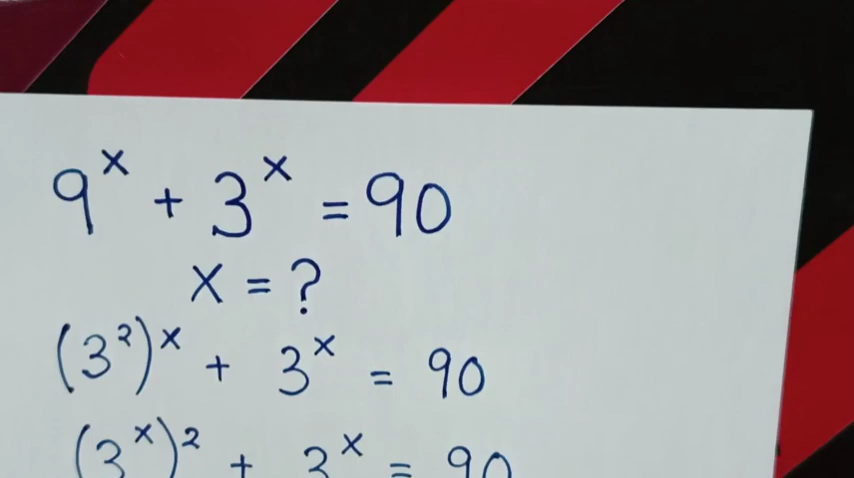 9^x + 3^x = 90
x = ?
(3^2)^x + 3^x = 90
(3^x)^2 + 3^x = 90